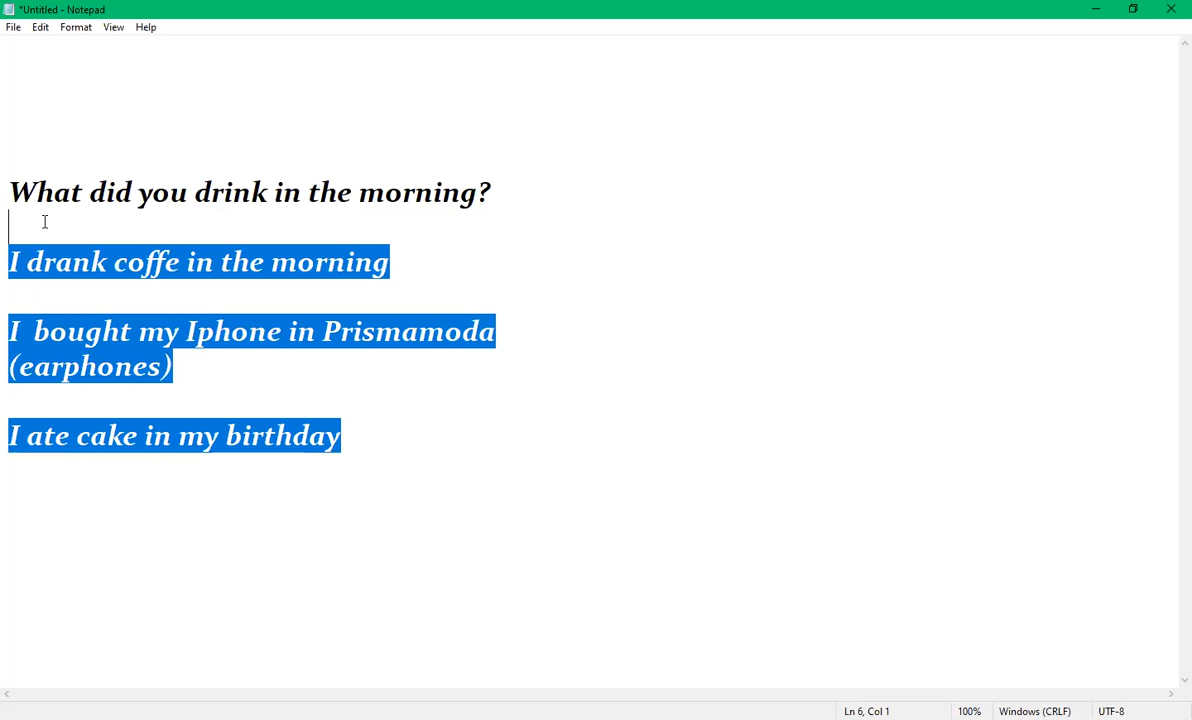 *Untitled - Notepad
File Edit Format View Help
What did you drink in the morning?
I drank coffe in the morning
I  bought my Iphone in Prismamoda
(earphones)
I ate cake in my birthday
Ln 6, Col 1 100% Windows (CRLF) UTF-8